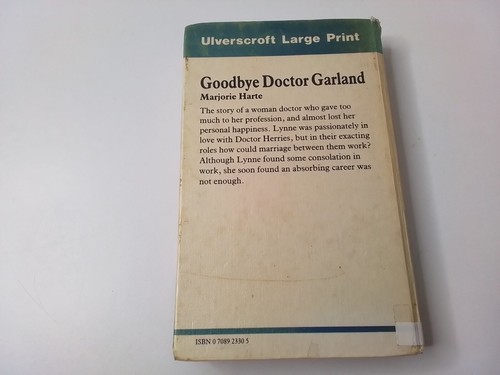 Ulverscroft Large Print
Goodbye Doctor Garland
Marjorie Harte
The story of a woman doctor who gave too
much to her profession, and almost lost her
personal happiness. Lynne was passionately in
love with Doctor Herries, but in their exacting
roles how could marriage between them work?
Although Lynne found some consolation in
work, she soon found an absorbing career was
not enough.
ISBN 0 7089 2330 5